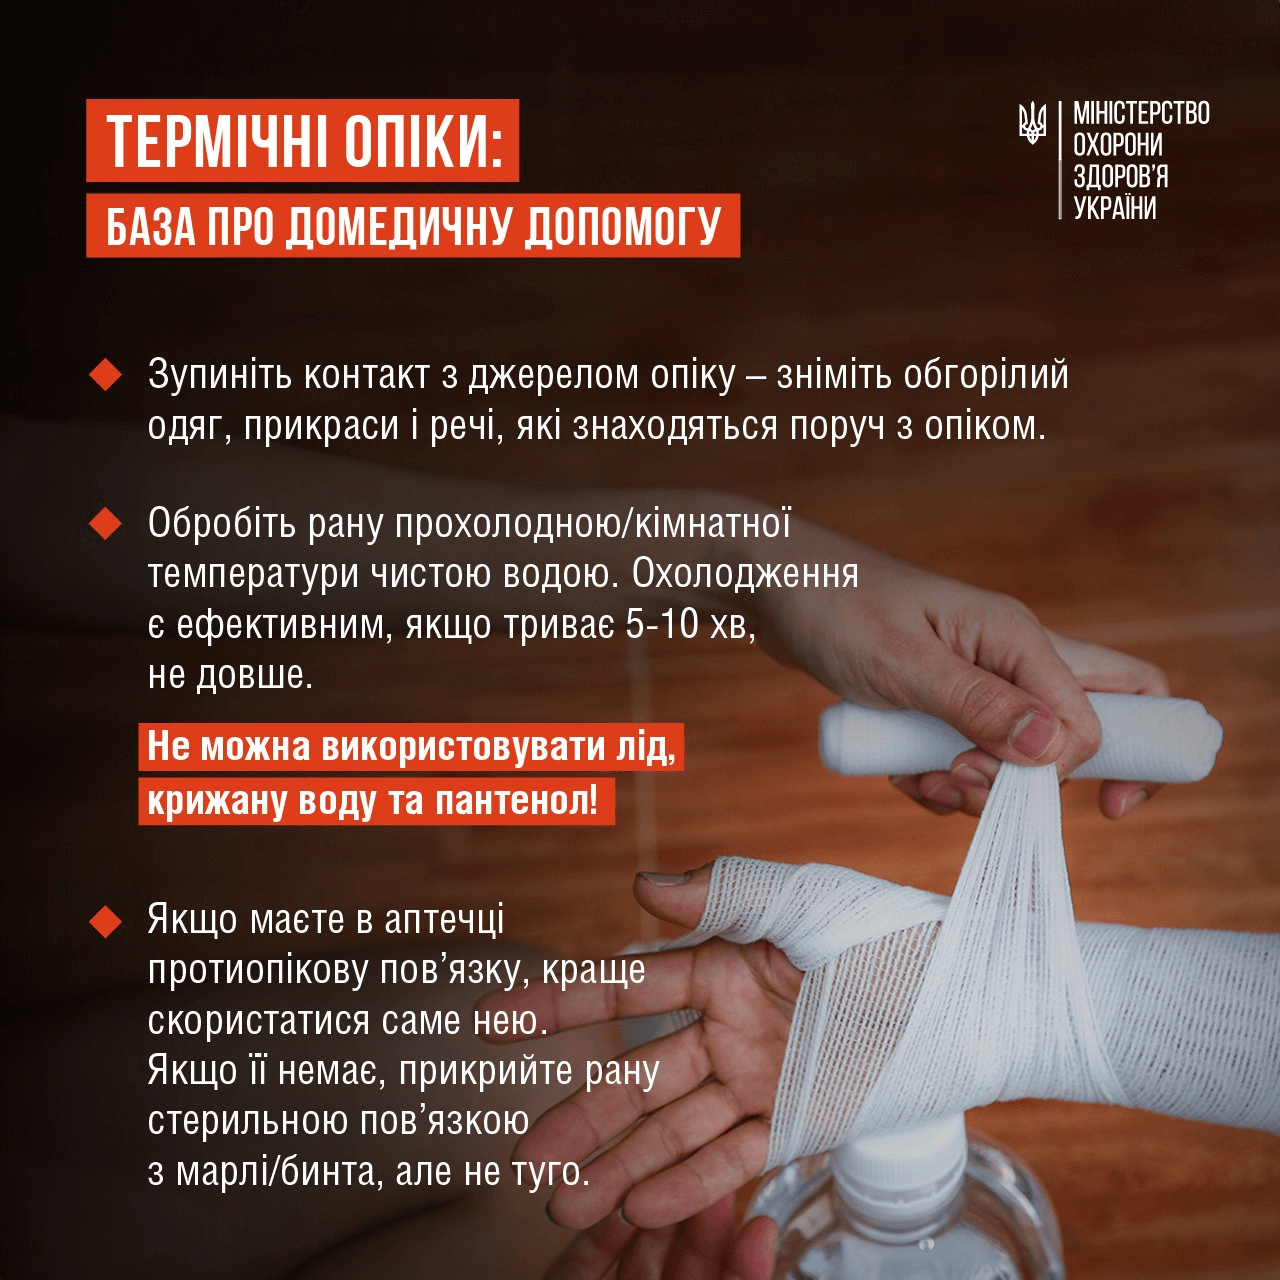 ТЕРМІЧНІ ОПІКИ:
БАЗА ПРО ДОМЕДИЧНУ ДОПОМОГУ
МІНІСТЕРСТВО
ОХОРОНИ
ЗДОРОВ'Я
УКРАЇНИ
Зупиніть контакт з джерелом опіку – зніміть обгорілий
одяг, прикраси і речі, які знаходяться поруч з опіком.
Обробіть рану прохолодною/кімнатної
температури чистою водою. Охолодження
є ефективним, якщо триває 5-10 хв,
не довше.
Не можна використовувати лід,
крижану воду та пантенол!
Якщо маєте в аптечці
протиопікову пов’язку, краще
скористатися саме нею.
Якщо її немає, прикрийте рану
стерильною пов’язкою
з марлі/бинта, але не туго.